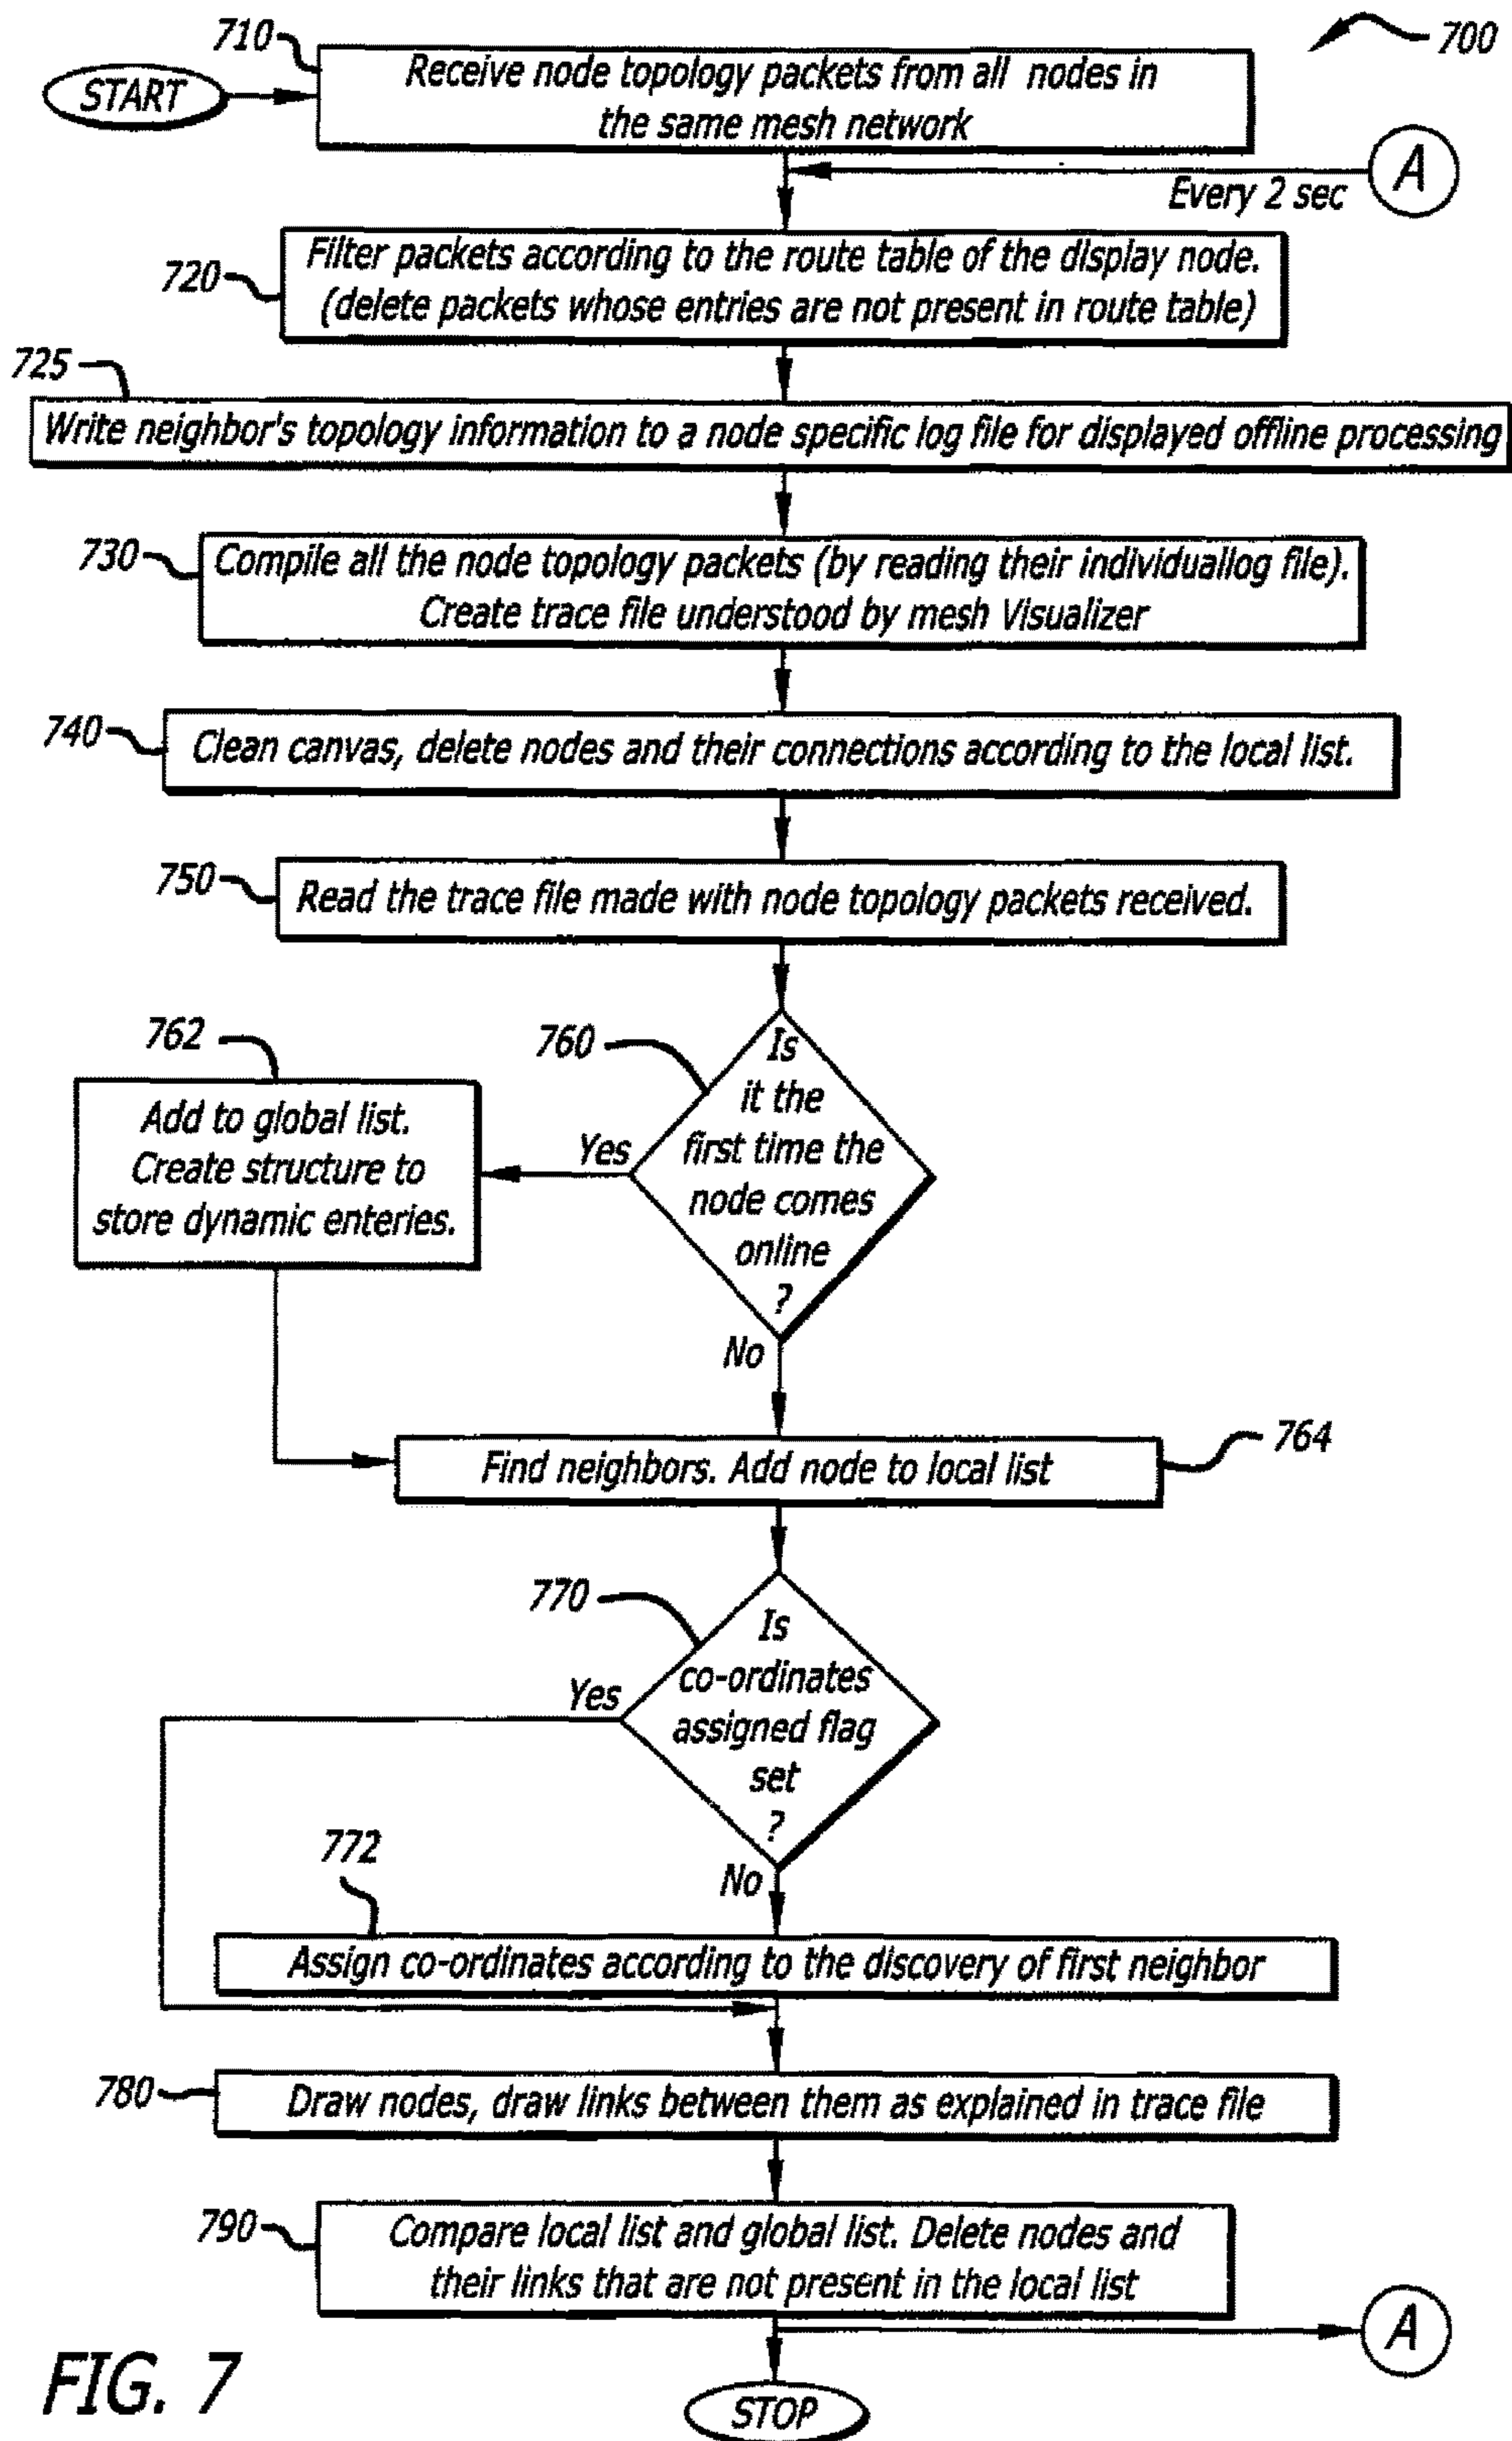 700
710
START
Receive node topology packets from all nodes in
the same mesh network
A
Every 2 sec
720
Filter packets according to the route table of the display node.
(delete packets whose entries are not present in route table)
725
Write neighbor's topology information to a node specific log file for displayed offline processing
730
Compile all the node topology packets (by reading their individuallog file).
Create trace file understood by mesh Visualizer
740
Clean canvas, delete nodes and their connections according to the local list.
750
Read the trace file made with node topology packets received.
760
Is
it the
first time the
node comes
online
?
Yes
762
Add to global list.
Create structure to
store dynamic enteries.
No
764
Find neighbors. Add node to local list
770
Is
co-ordinates
assigned flag
set
?
Yes
No
772
Assign co-ordinates according to the discovery of first neighbor
780
Draw nodes, draw links between them as explained in trace file
790
Compare local list and global list. Delete nodes and
their links that are not present in the local list
A
STOP
FIG. 7